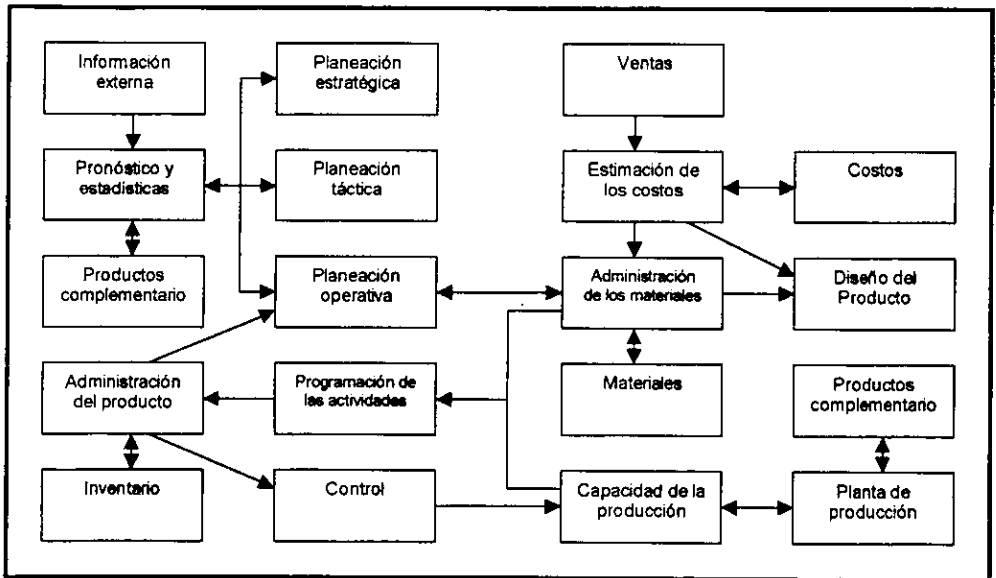 Información
externa
Planeación
estratégica
Ventas
Pronóstico y
estadísticas
Planeación
táctica
Estimación de
los costos
Costos
Productos
complementario
Planeación
operativa
Administración
de los materiales
Diseño del
Producto
Administración
del producto
Programación de
las actividades
Materiales
Productos
complementario
Inventario
Control
Capacidad de la
producción
Planta de
producción